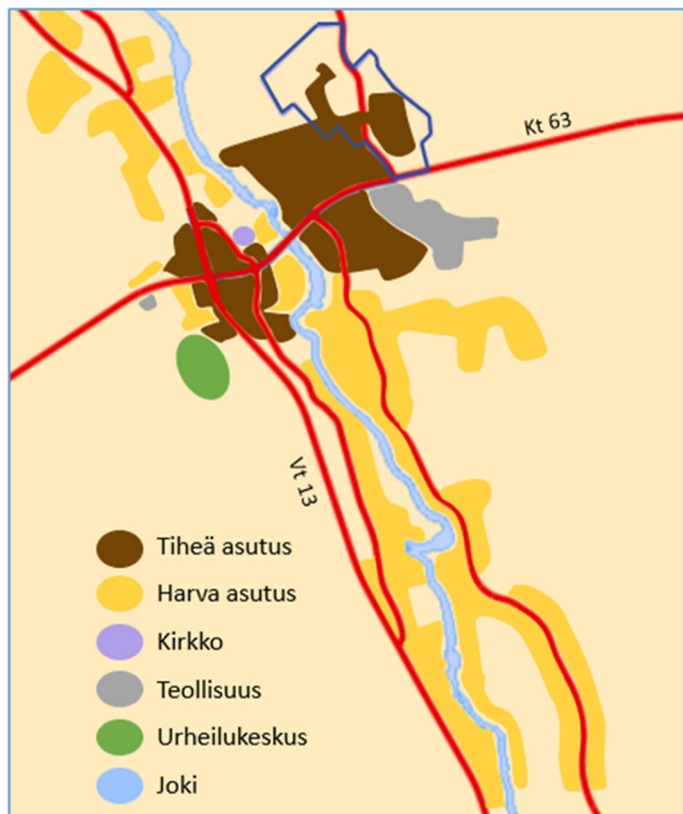 Kt 63
Vt 13
Tiheä asutus
Harva asutus
Kirkko
Teollisuus
Urheilukeskus
Joki